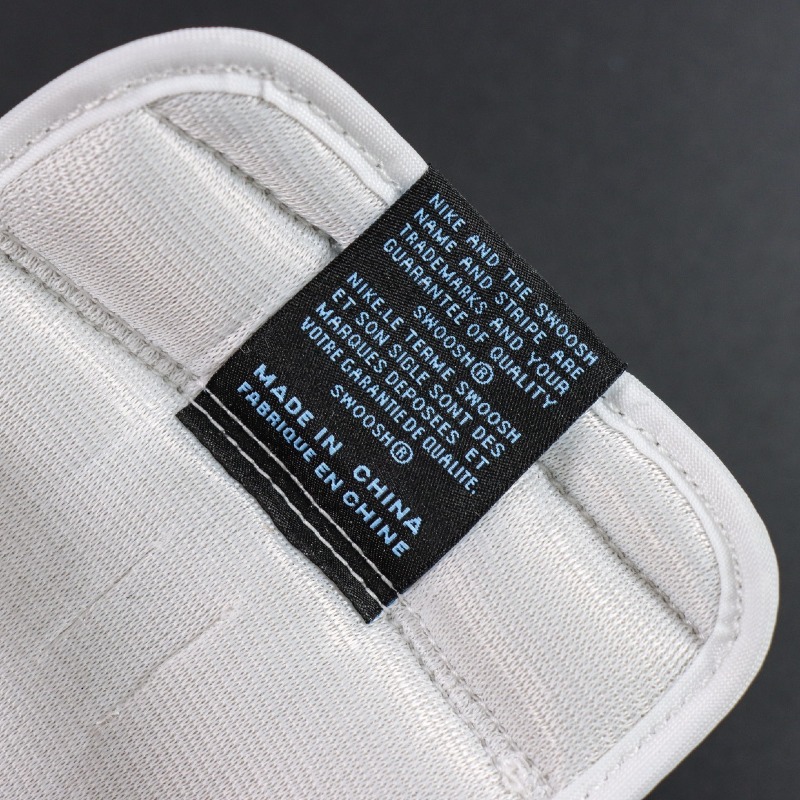 NIKE AND THE SWOOSH
NAME AND STRIPE ARE
TRADEMARKS AND YOUR
GUARANTEE OF QUALITY
SWOOSH®
NIKE.LE TERME SWOOSH
ET SON SIGLE SONT DES
MARQUES DEPOSEES ET
VOTRE GARANTIE DE QUALITE,
SWOOSH®
MADE IN CHINA
FABRIQUE EN CHINE